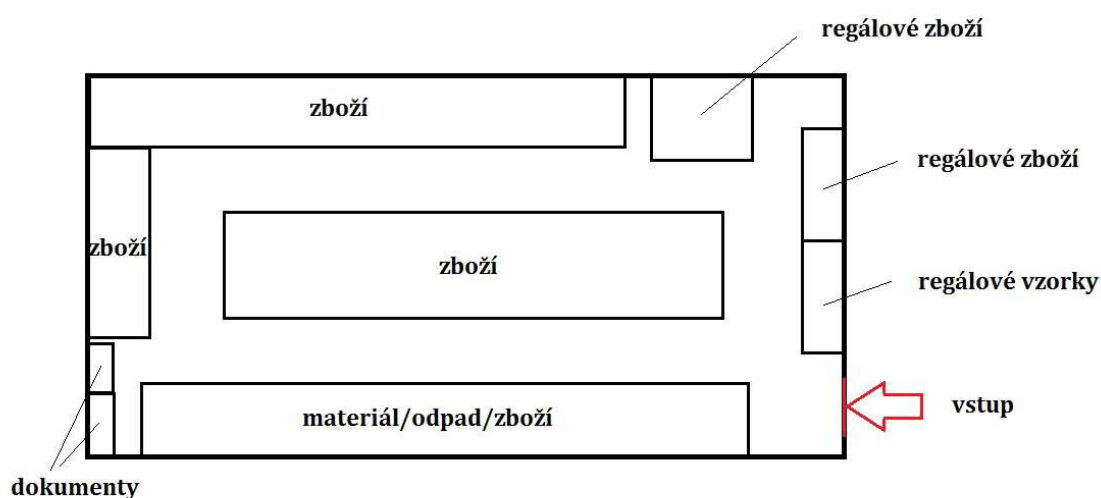 regálové zboží
zboží
regálové zboží
zboží
zboží
regálové vzorky
materiál/odpad/zboží
vstup
dokumenty